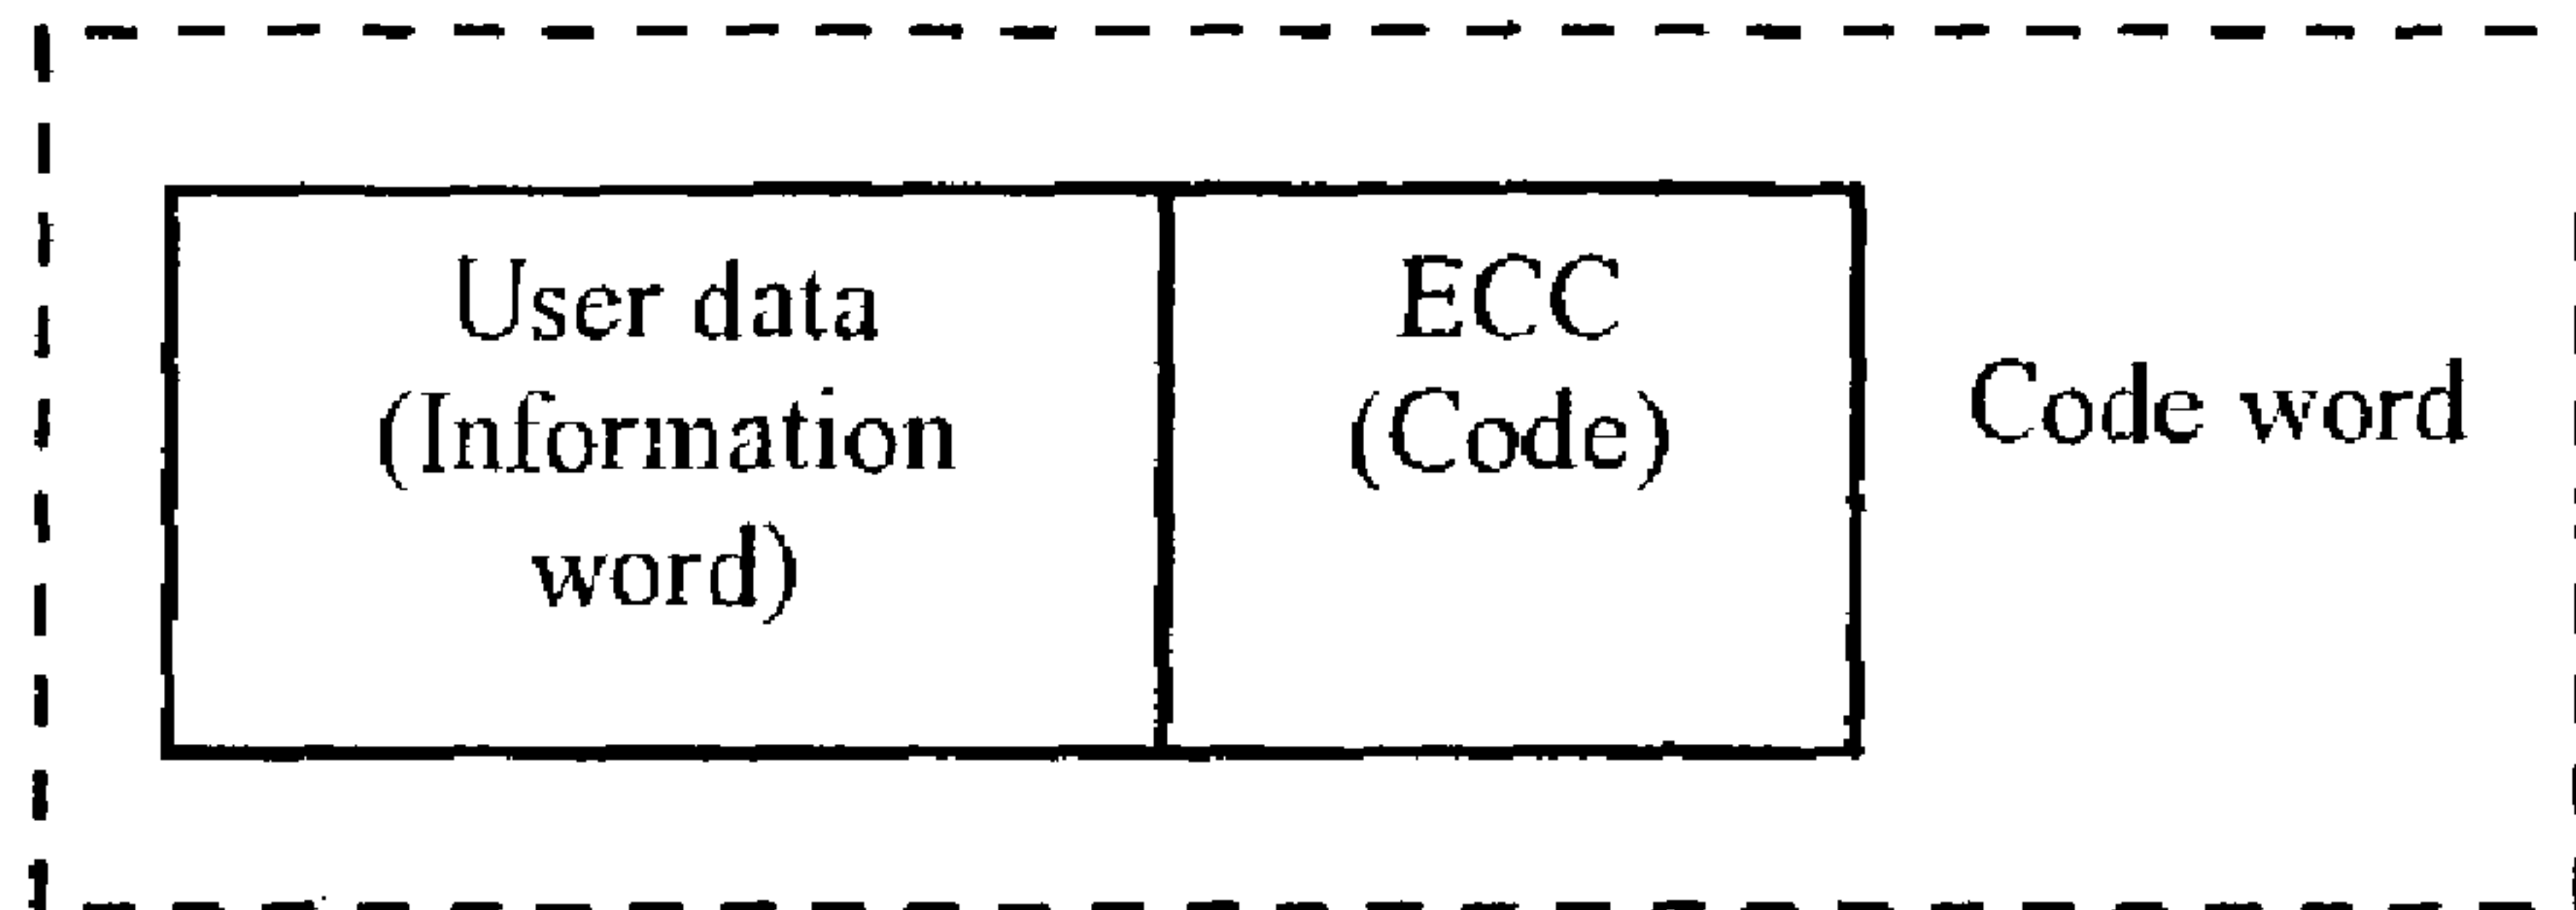 User data
(Information
word)
ECC
(Code)
Code word